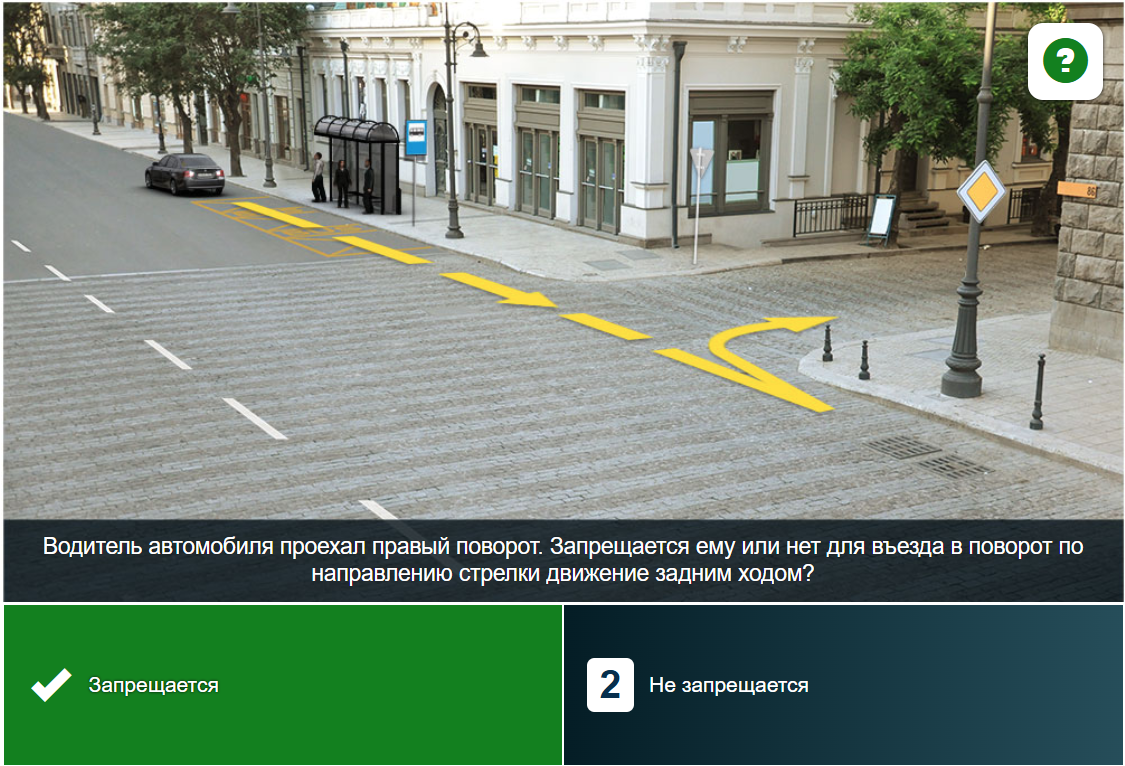 ?
86
Водитель автомобиля проехал правый поворот. Запрещается ему или нет для въезда в поворот по
направлению стрелки движение задним ходом?
Запрещается
2 Не запрещается